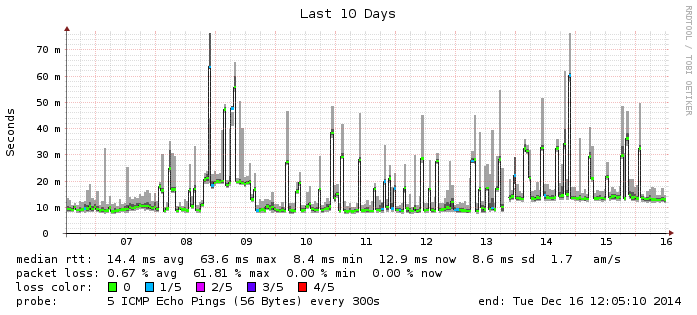 Last 10 Days
RRDTOOL / TOBI OETIKER
Seconds
70 m
60 m
50 m
40 m
30 m
20 m
10 m
0
07 08 09 10 11 12 13 14 15 16
median rtt: 14.4 ms avg 63.6 ms max 8.4 ms min 12.9 ms now 8.6 ms sd 1.7 am/s
packet loss: 0.67 % avg 61.81 % max 0.00 % min 0.00 % now
loss color: 0 1/5 2/5 3/5 4/5
probe: 5 ICMP Echo Pings (56 Bytes) every 300s end: Tue Dec 16 12:05:10 2014